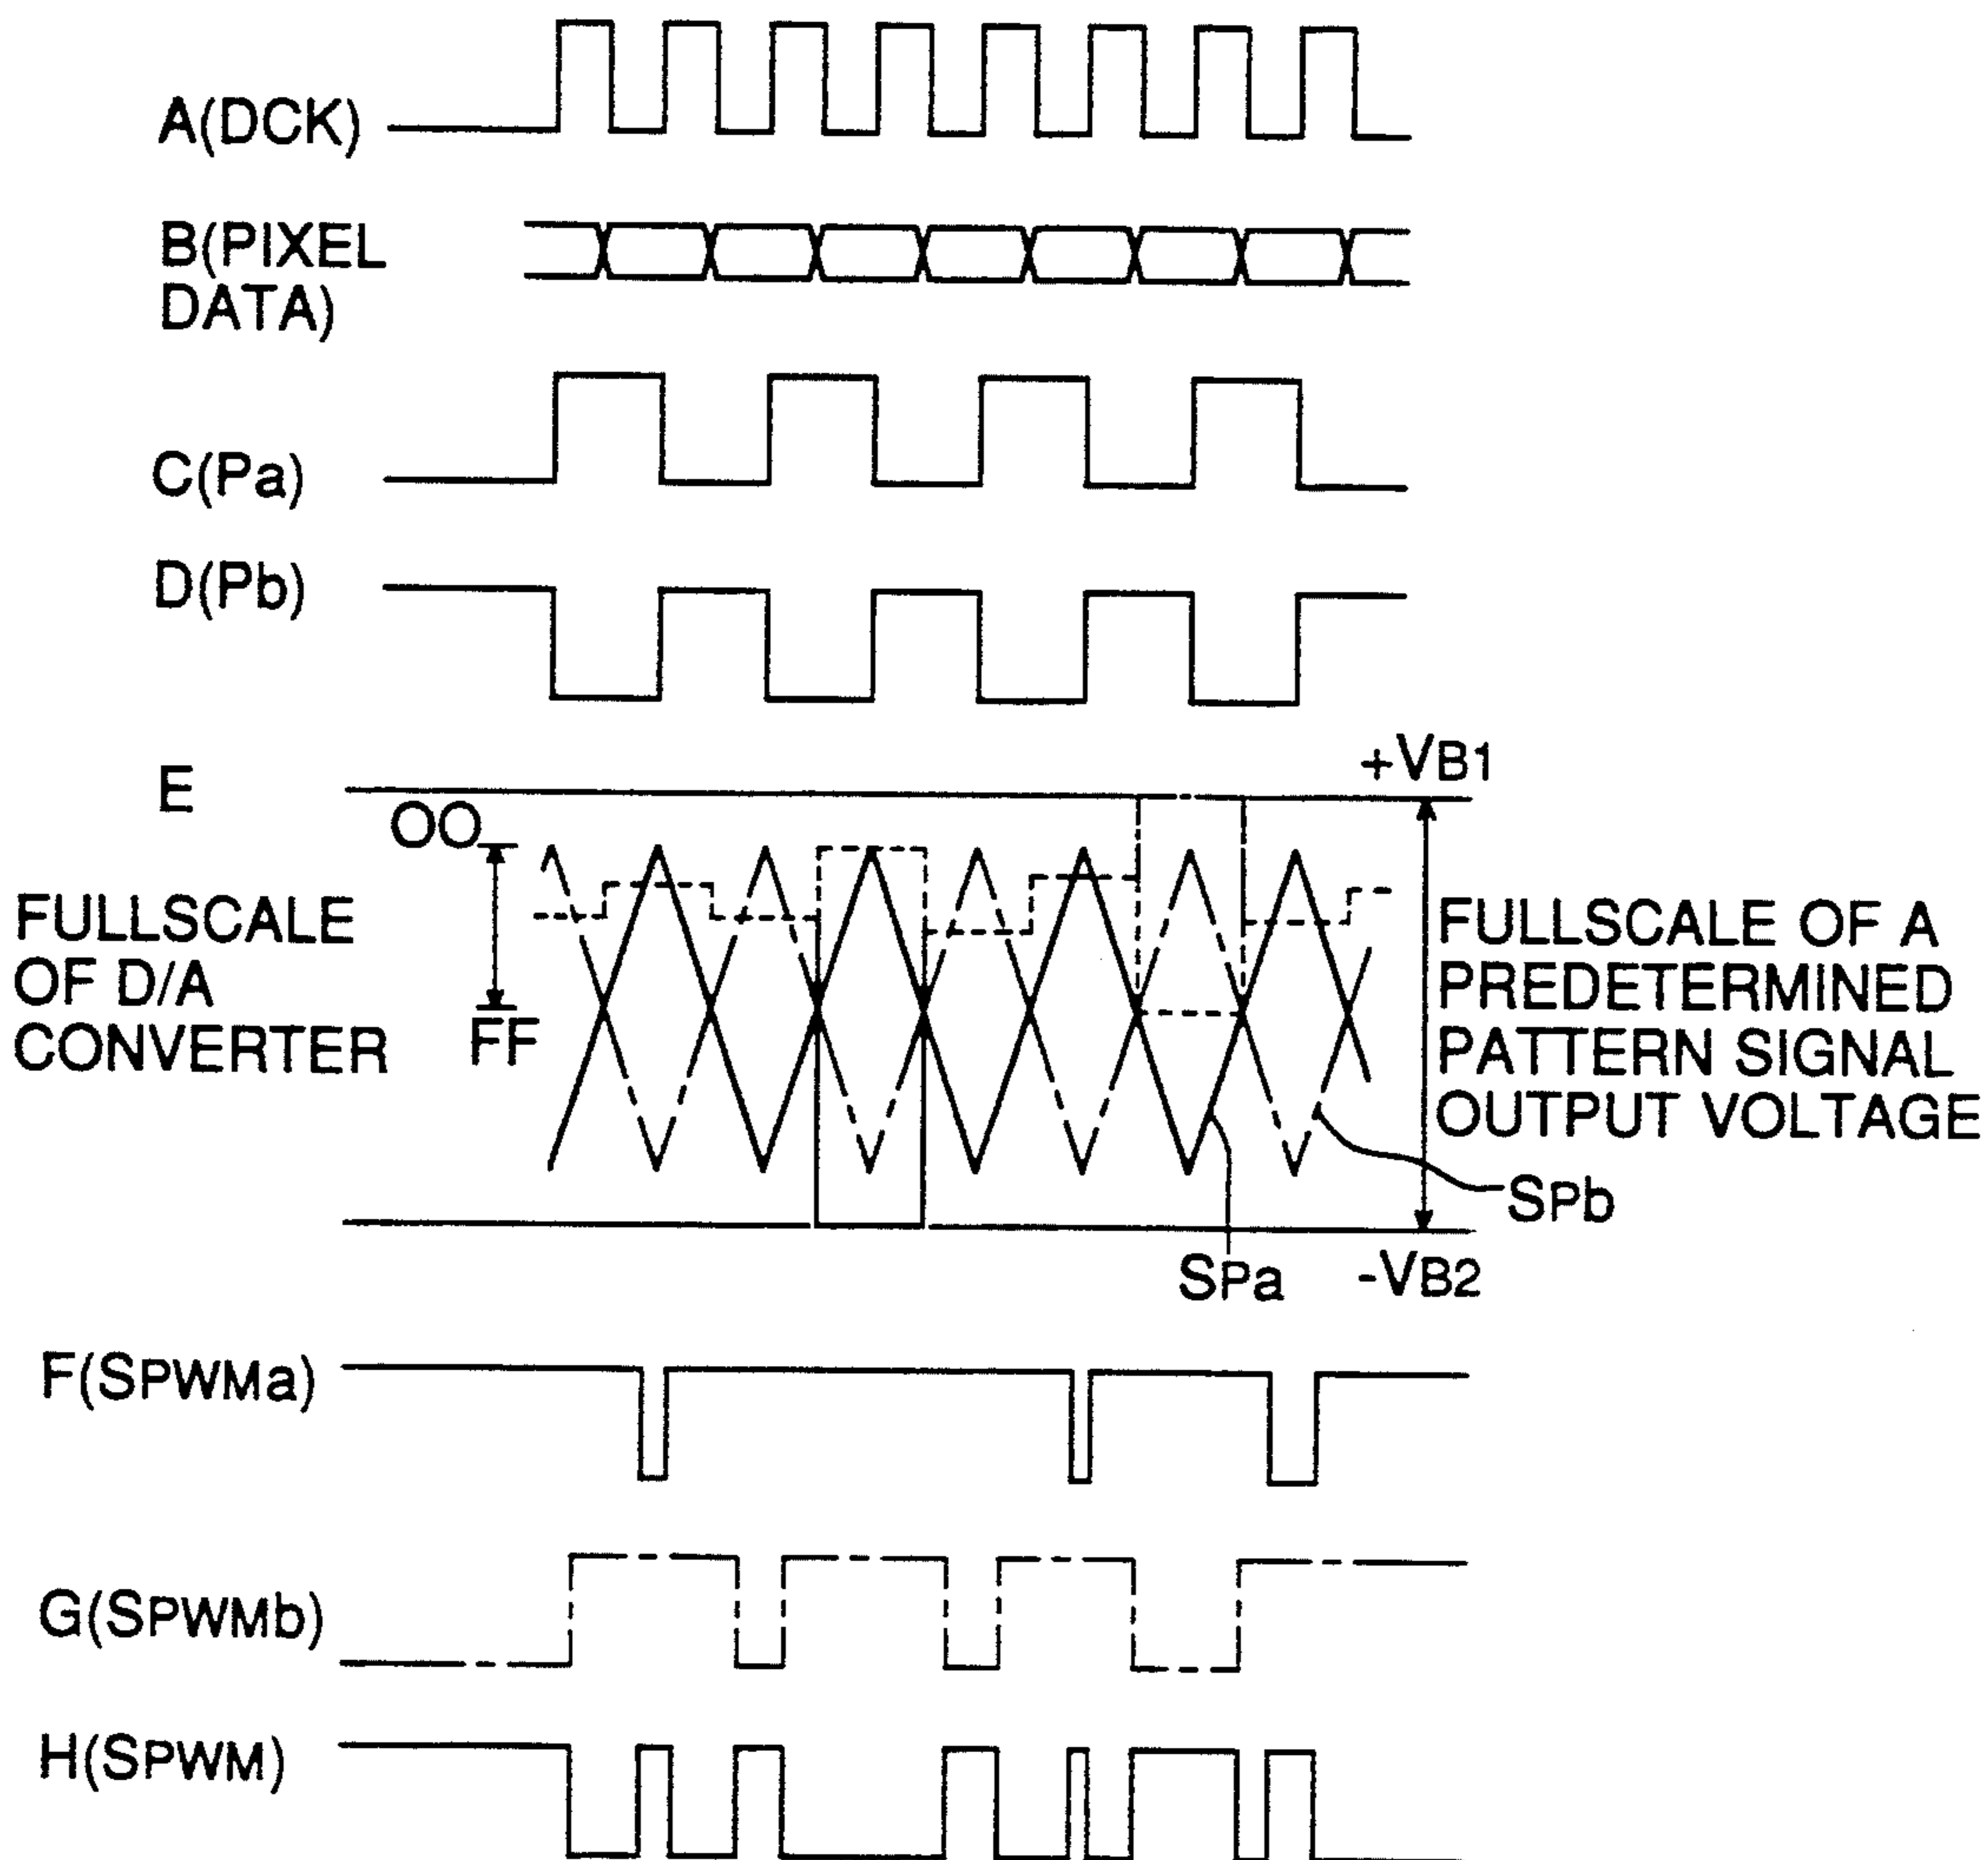 A(DCK)
B(PIXEL
DATA)
C(Pa)
D(Pb)
E
+VB1
OO
FULLSCALE
OF D/A
CONVERTER
FF
FULLSCALE OF A
PREDETERMINED
PATTERN SIGNAL
OUTPUT VOLTAGE
SPb
SPa
-VB2
F(SPWMa)
G(SPWMb)
H(SPWM)